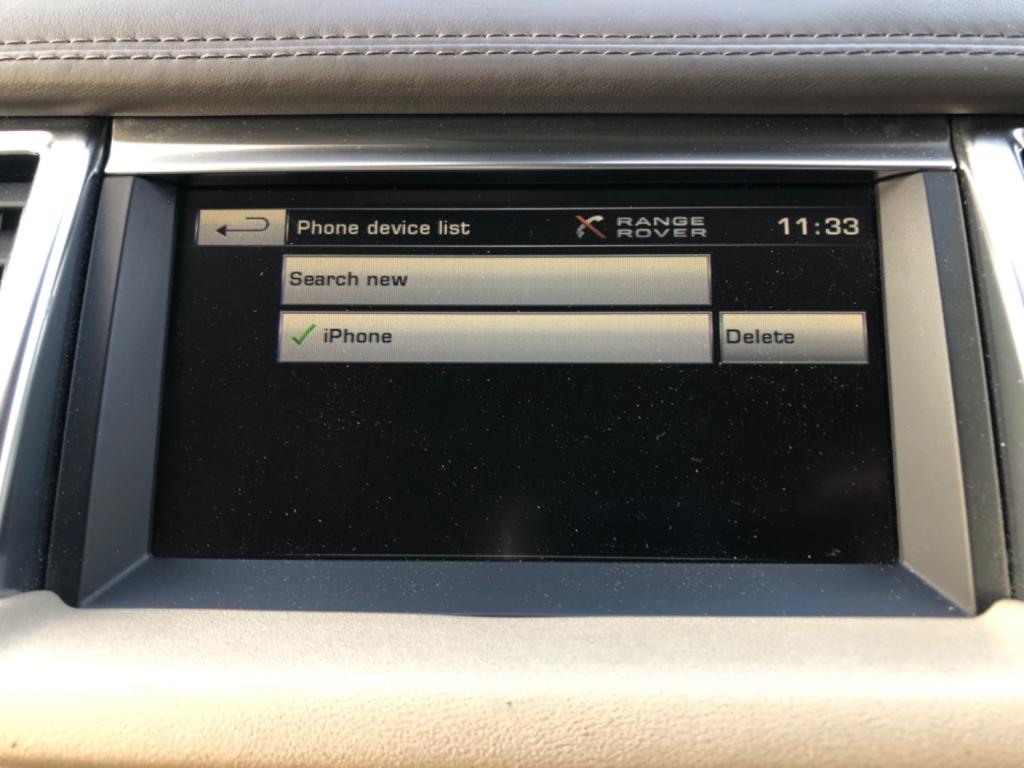 Phone device list RANGE ROVER 11:33
Search new
iPhone Delete